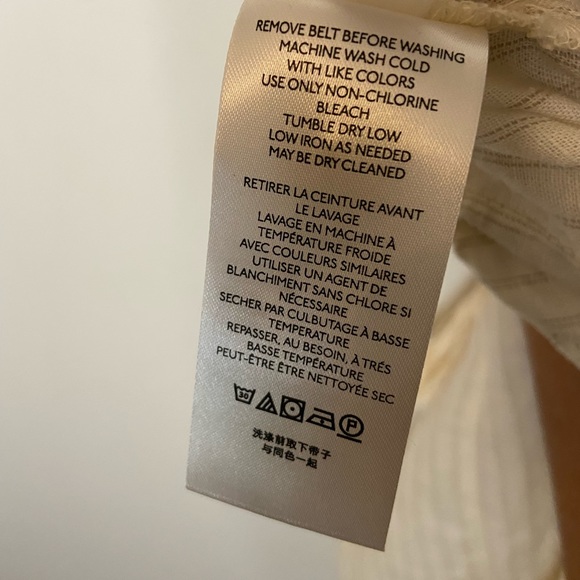 REMOVE BELT BEFORE WASHING
MACHINE WASH COLD
WITH LIKE COLORS
USE ONLY NON-CHLORINE
BLEACH
TUMBLE DRY LOW
LOW IRON AS NEEDED
MAY BE DRY CLEANED
RETIRER LA CEINTURE AVANT
LE LAVAGE
LAVAGE EN MACHINE À
TEMPÉRATURE FROIDE
AVEC COULEURS SIMILAIRES
UTILISER UN AGENT DE
BLANCHIMENT SANS CHLORE SI
NÉCESSAIRE
SECHER PAR CULBUTAGE À BASSE
TEMPERATURE
REPASSER, AU BESOIN, À TRÉS
BASSE TEMPÉRATURE
PEUT-ÊTRE ÊTRE NETTOYÉE SEC
30 P
洗涤前取下带子
与同色一起